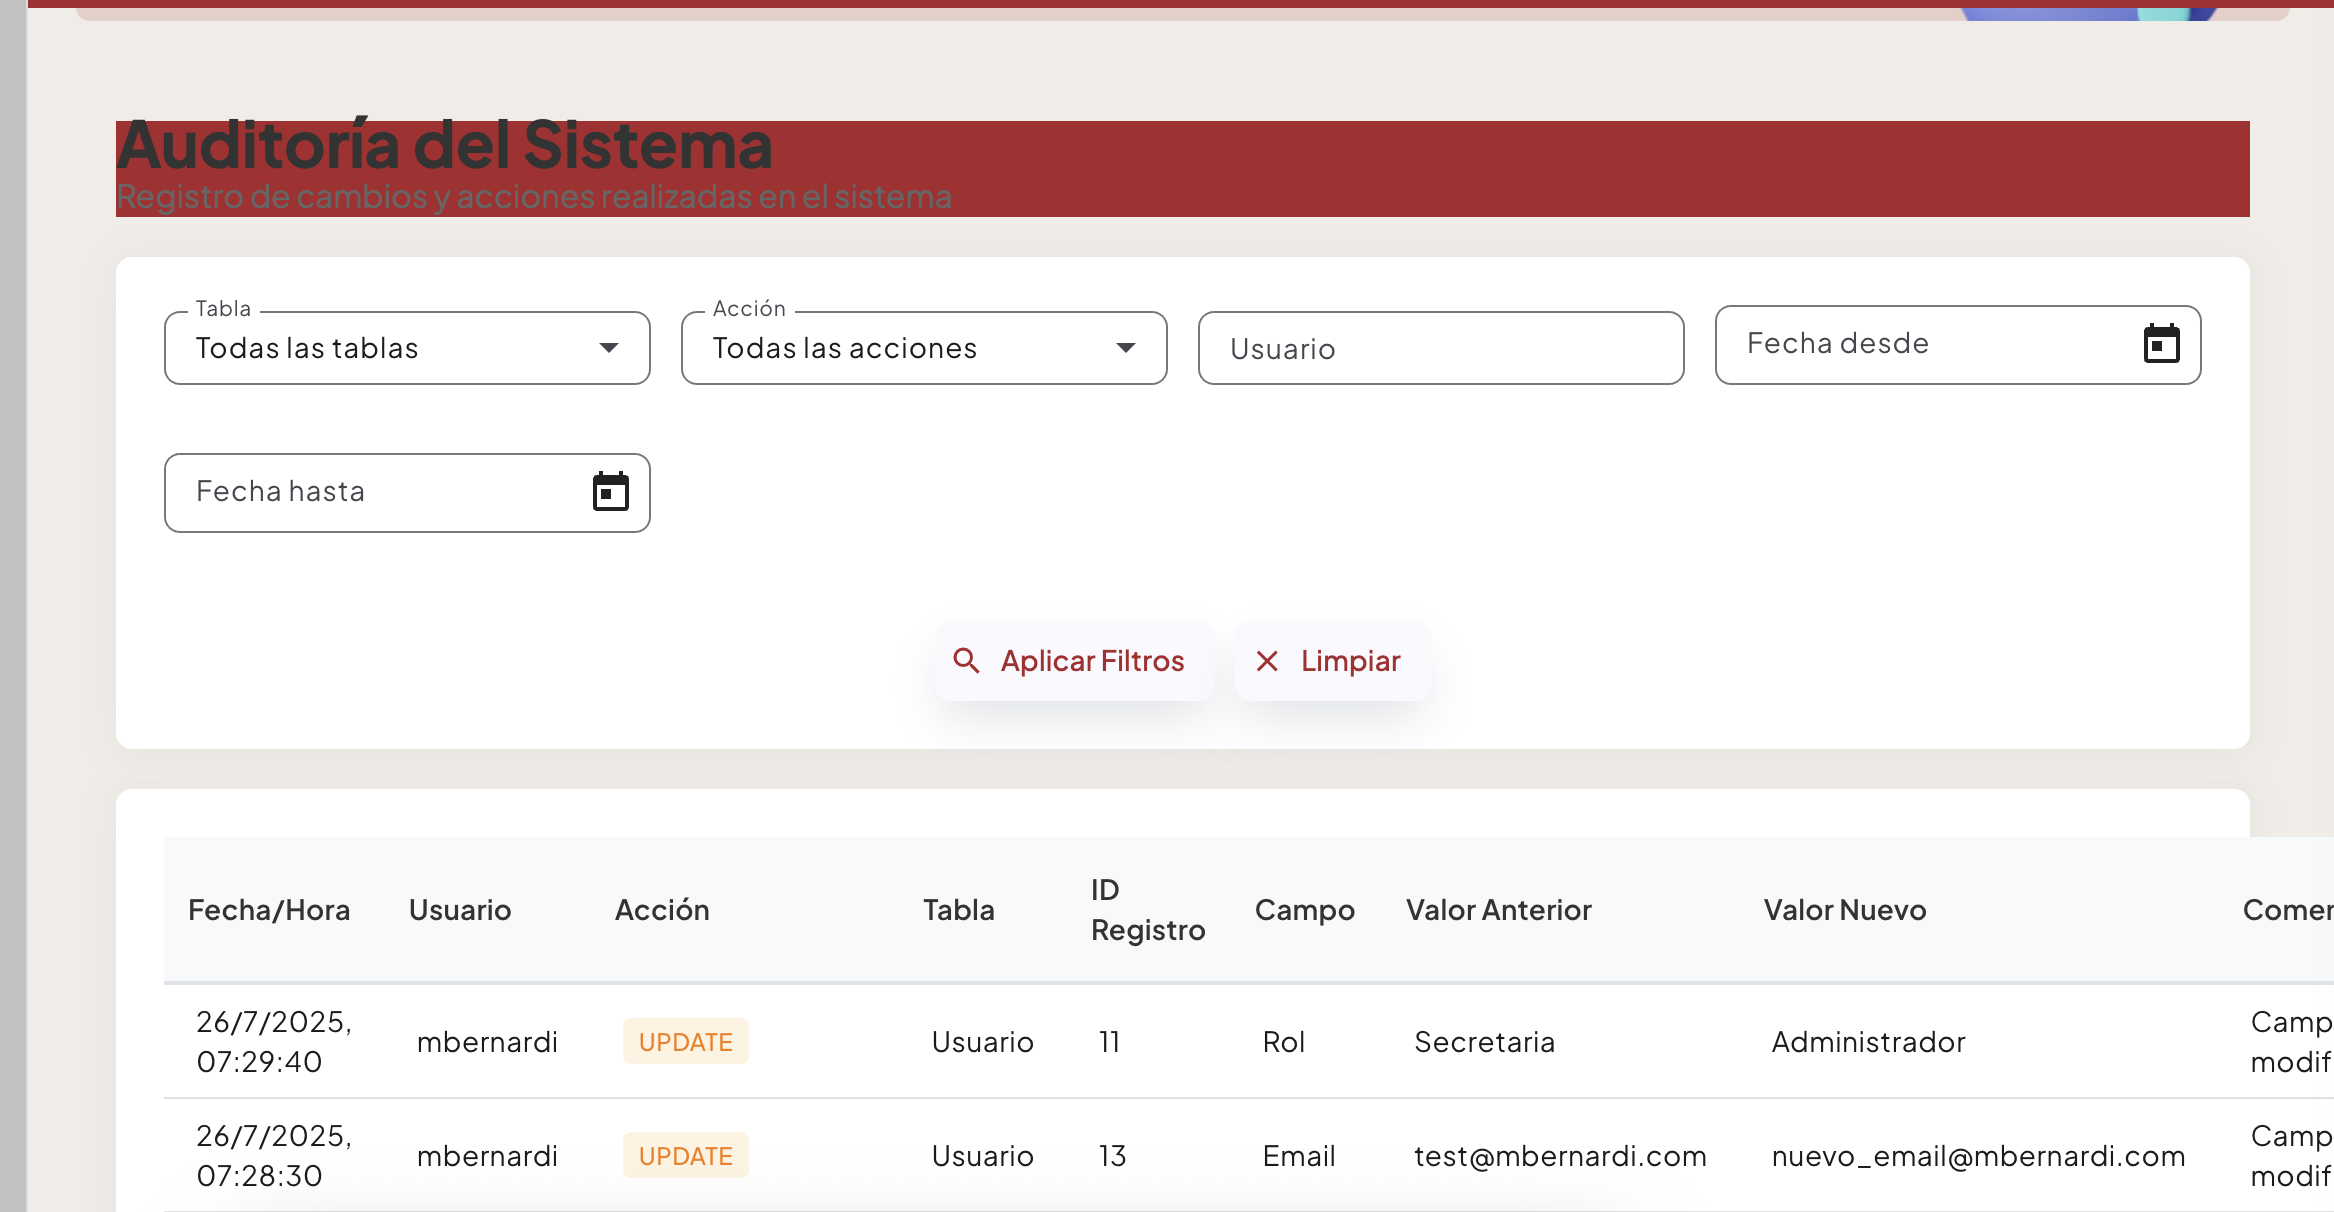 Auditoría del Sistema
Registro de cambios y acciones realizadas en el sistema
Tabla
Todas las tablas
Acción
Todas las acciones
Usuario
Fecha desde
Fecha hasta
Aplicar Filtros
Limpiar
Fecha/Hora Usuario Acción Tabla ID Registro Campo Valor Anterior Valor Nuevo Comer
26/7/2025, 07:29:40 mbernardi UPDATE Usuario 11 Rol Secretaria Administrador Camp modif
26/7/2025, 07:28:30 mbernardi UPDATE Usuario 13 Email test@mbernardi.com nuevo_email@mbernardi.com Camp modif